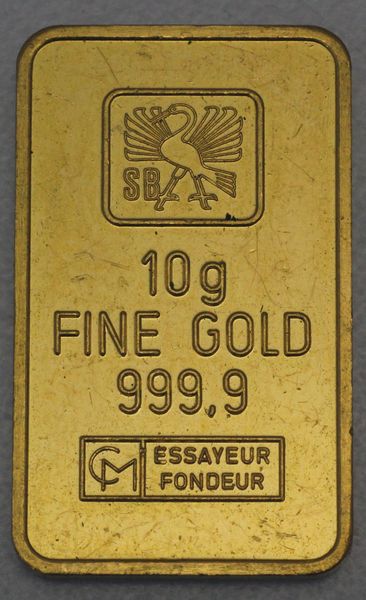 SB
10g
FINE GOLD
999,9
CM
ESSAYEUR
FONDEUR